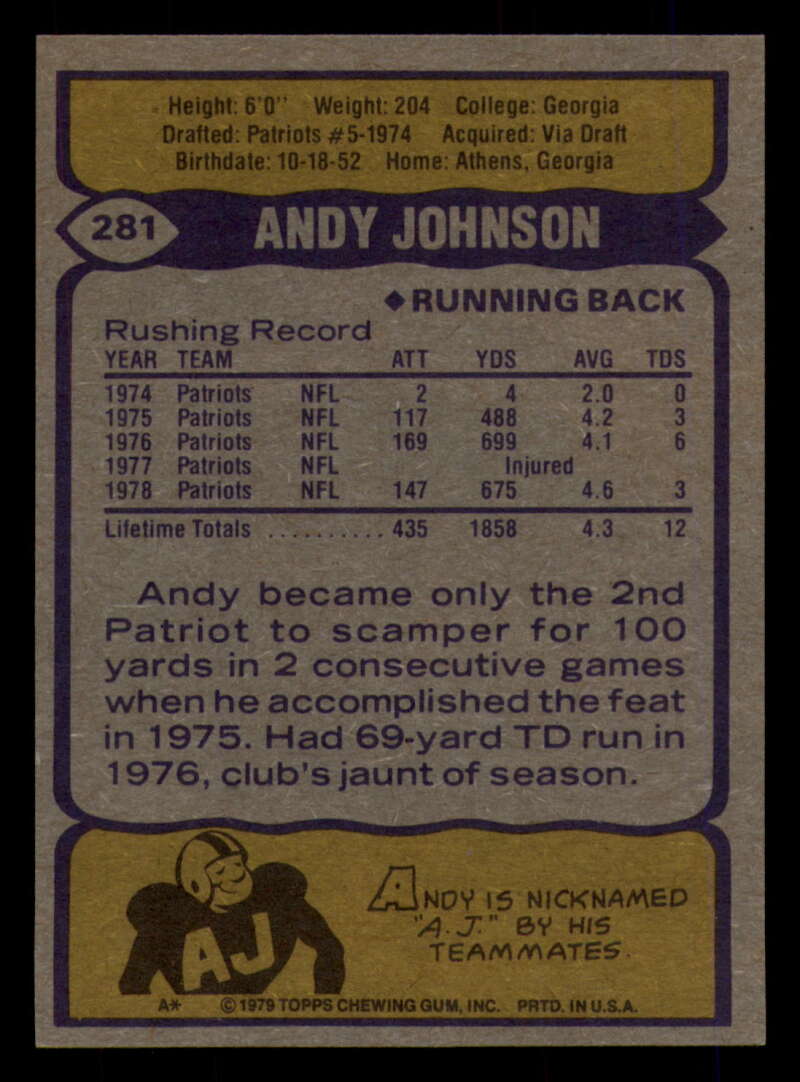 Height: 6'0" Weight: 204 College: Georgia
Drafted: Patriots #5-1974 Acquired: Via Draft
Birthdate: 10-18-52 Home: Athens, Georgia
281 ANDY JOHNSON
◆ RUNNING BACK
Rushing Record
YEAR TEAM ATT YDS AVG TDS
1974 Patriots NFL 2 4 2.0 0
1975 Patriots NFL 117 488 4.2 3
1976 Patriots NFL 169 699 4.1 6
1977 Patriots NFL Injured
1978 Patriots NFL 147 675 4.6 3
Lifetime Totals .......... 435 1858 4.3 12
Andy became only the 2nd
Patriot to scamper for 100
yards in 2 consecutive games
when he accomplished the feat
in 1975. Had 69-yard TD run in
1976, club's jaunt of season.
ANDY IS NICKNAMED
"A.J." BY HIS
TEAMMATES.
AJ
A* © 1979 TOPPS CHEWING GUM, INC. PRTD. IN U.S.A.